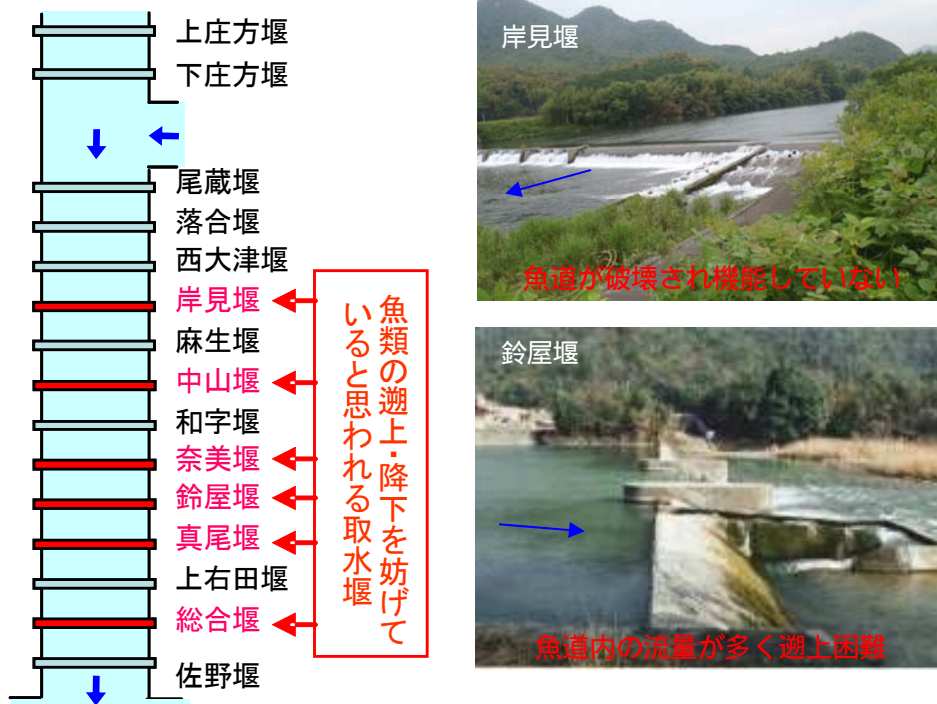 上庄方堰
下庄方堰
尾蔵堰
落合堰
西大津堰
岸見堰
麻生堰
中山堰
和字堰
奈美堰
鈴屋堰
真尾堰
上右田堰
総合堰
佐野堰
魚類の遡上・降下を妨げて
いると思われる取水堰
岸見堰
魚道が破壊され機能していない
鈴屋堰
魚道内の流量が多く遡上困難